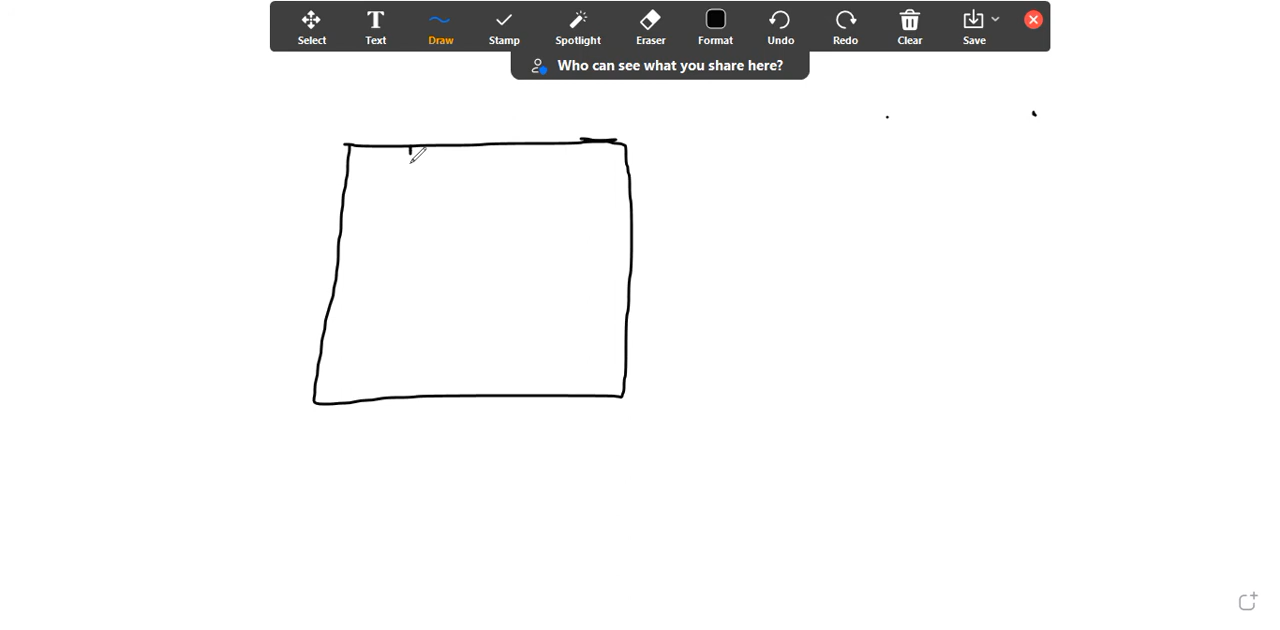 Select Text Draw Stamp Spotlight Eraser Format Undo Redo Clear Save
Who can see what you share here?